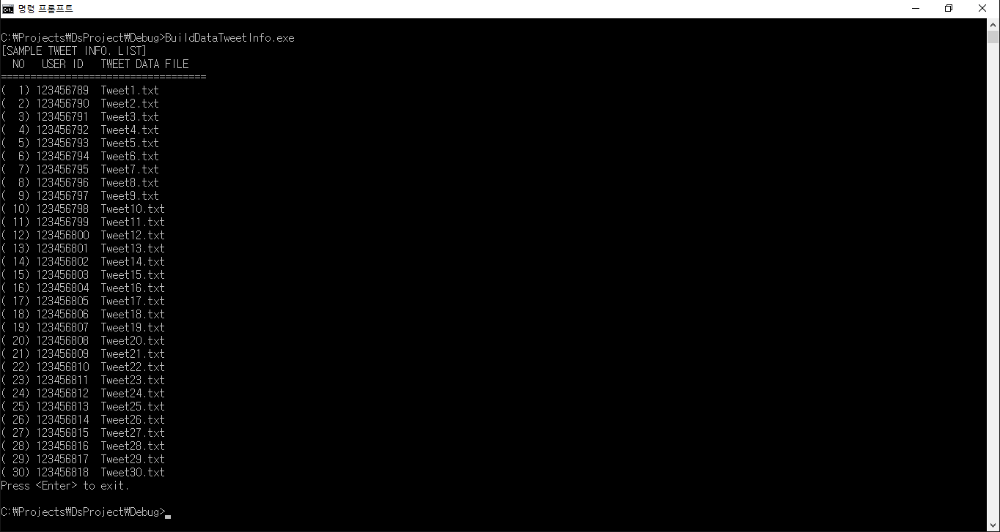 명령 프롬프트
C:₩Projects₩DsProject₩Debug>BuildDataTweetInfo.exe
[SAMPLE TWEET INFO. LIST]
  NO   USER ID   TWEET DATA FILE
===================================
(  1) 123456789  Tweet1.txt
(  2) 123456790  Tweet2.txt
(  3) 123456791  Tweet3.txt
(  4) 123456792  Tweet4.txt
(  5) 123456793  Tweet5.txt
(  6) 123456794  Tweet6.txt
(  7) 123456795  Tweet7.txt
(  8) 123456796  Tweet8.txt
(  9) 123456797  Tweet9.txt
( 10) 123456798  Tweet10.txt
( 11) 123456799  Tweet11.txt
( 12) 123456800  Tweet12.txt
( 13) 123456801  Tweet13.txt
( 14) 123456802  Tweet14.txt
( 15) 123456803  Tweet15.txt
( 16) 123456804  Tweet16.txt
( 17) 123456805  Tweet17.txt
( 18) 123456806  Tweet18.txt
( 19) 123456807  Tweet19.txt
( 20) 123456808  Tweet20.txt
( 21) 123456809  Tweet21.txt
( 22) 123456810  Tweet22.txt
( 23) 123456811  Tweet23.txt
( 24) 123456812  Tweet24.txt
( 25) 123456813  Tweet25.txt
( 26) 123456814  Tweet26.txt
( 27) 123456815  Tweet27.txt
( 28) 123456816  Tweet28.txt
( 29) 123456817  Tweet29.txt
( 30) 123456818  Tweet30.txt
Press <Enter> to exit.
C:₩Projects₩DsProject₩Debug>